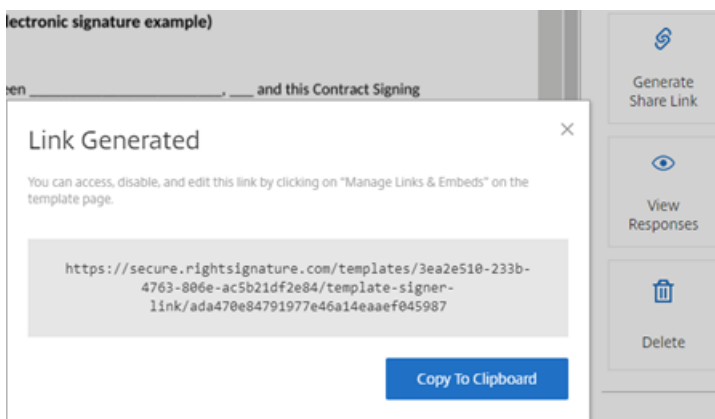 lectronic signature example)
een ________________________, ___ and this Contract Signing
Link Generated
You can access, disable, and edit this link by clicking on "Manage Links & Embeds" on the
template page.
https://secure.rightsignature.com/templates/3ea2e510-233b-
4763-806e-ac5b21df2e84/template-signer-
link/ada470e84791977e46a14eaaef045987
Copy To Clipboard
Generate
Share Link
View
Responses
Delete